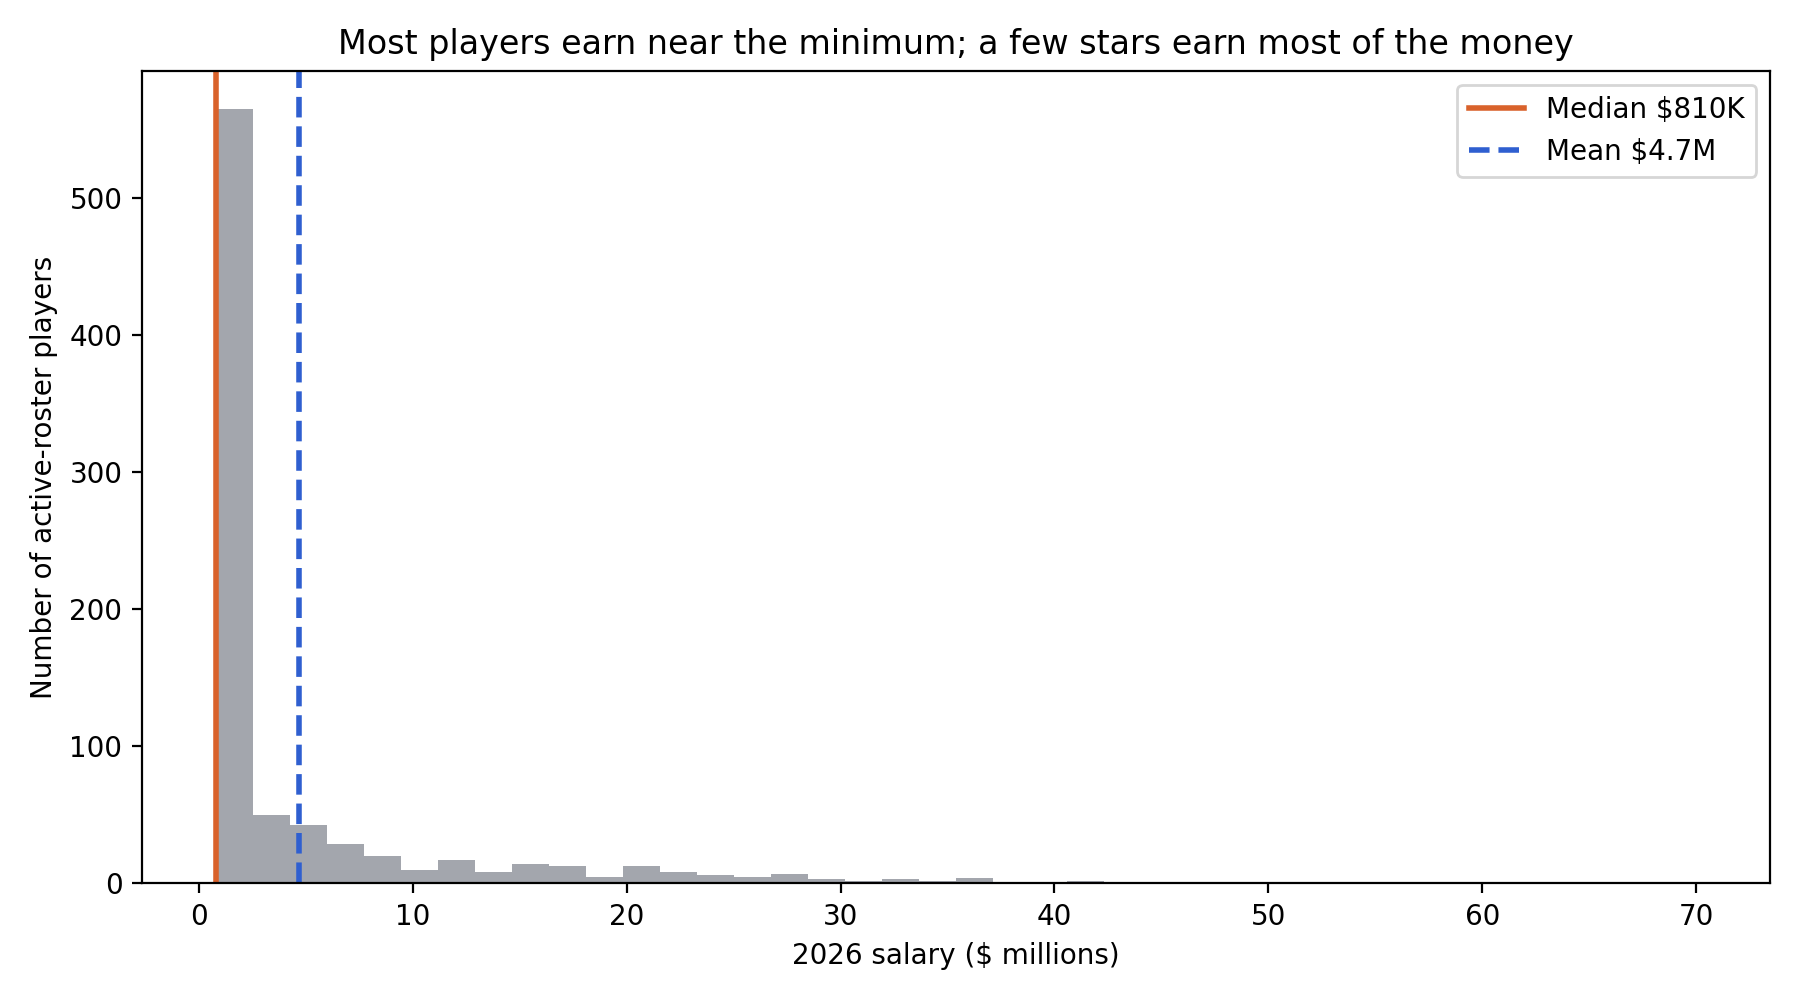 Most players earn near the minimum; a few stars earn most of the money
Median $810K
Mean $4.7M
Number of active-roster players
500
400
300
200
100
0
0 10 20 30 40 50 60 70
2026 salary ($ millions)